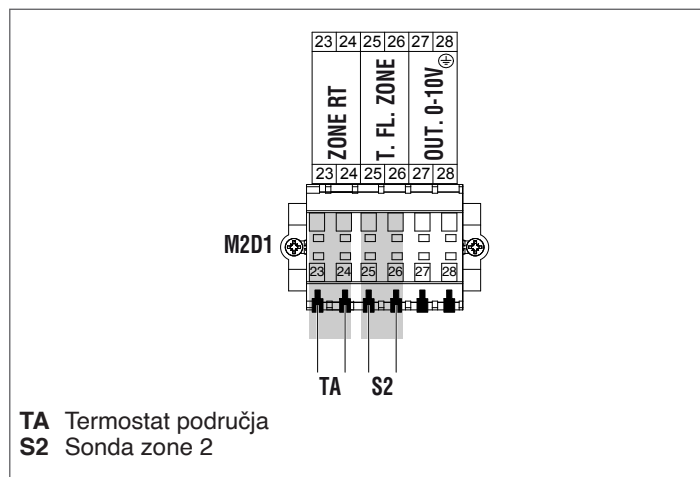 23 24 25 26 27 28
ZONE RT
T. FL. ZONE
OUT. 0-10V
23 24 25 26 27 28
M2D1
23 24 25 26 27 28
TA S2
TA Termostat područja
S2 Sonda zone 2